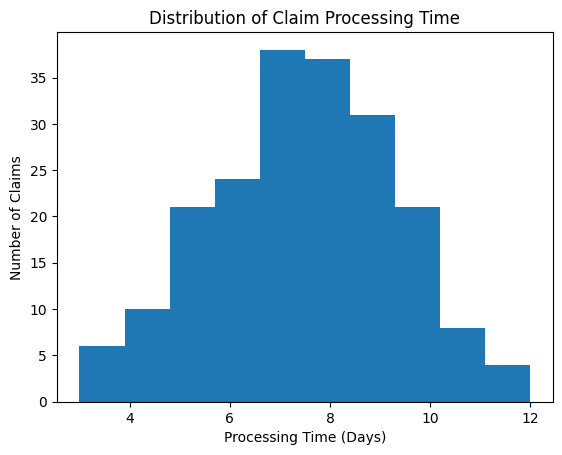 Distribution of Claim Processing Time
Number of Claims
35
30
25
20
15
10
5
0
4 6 8 10 12
Processing Time (Days)